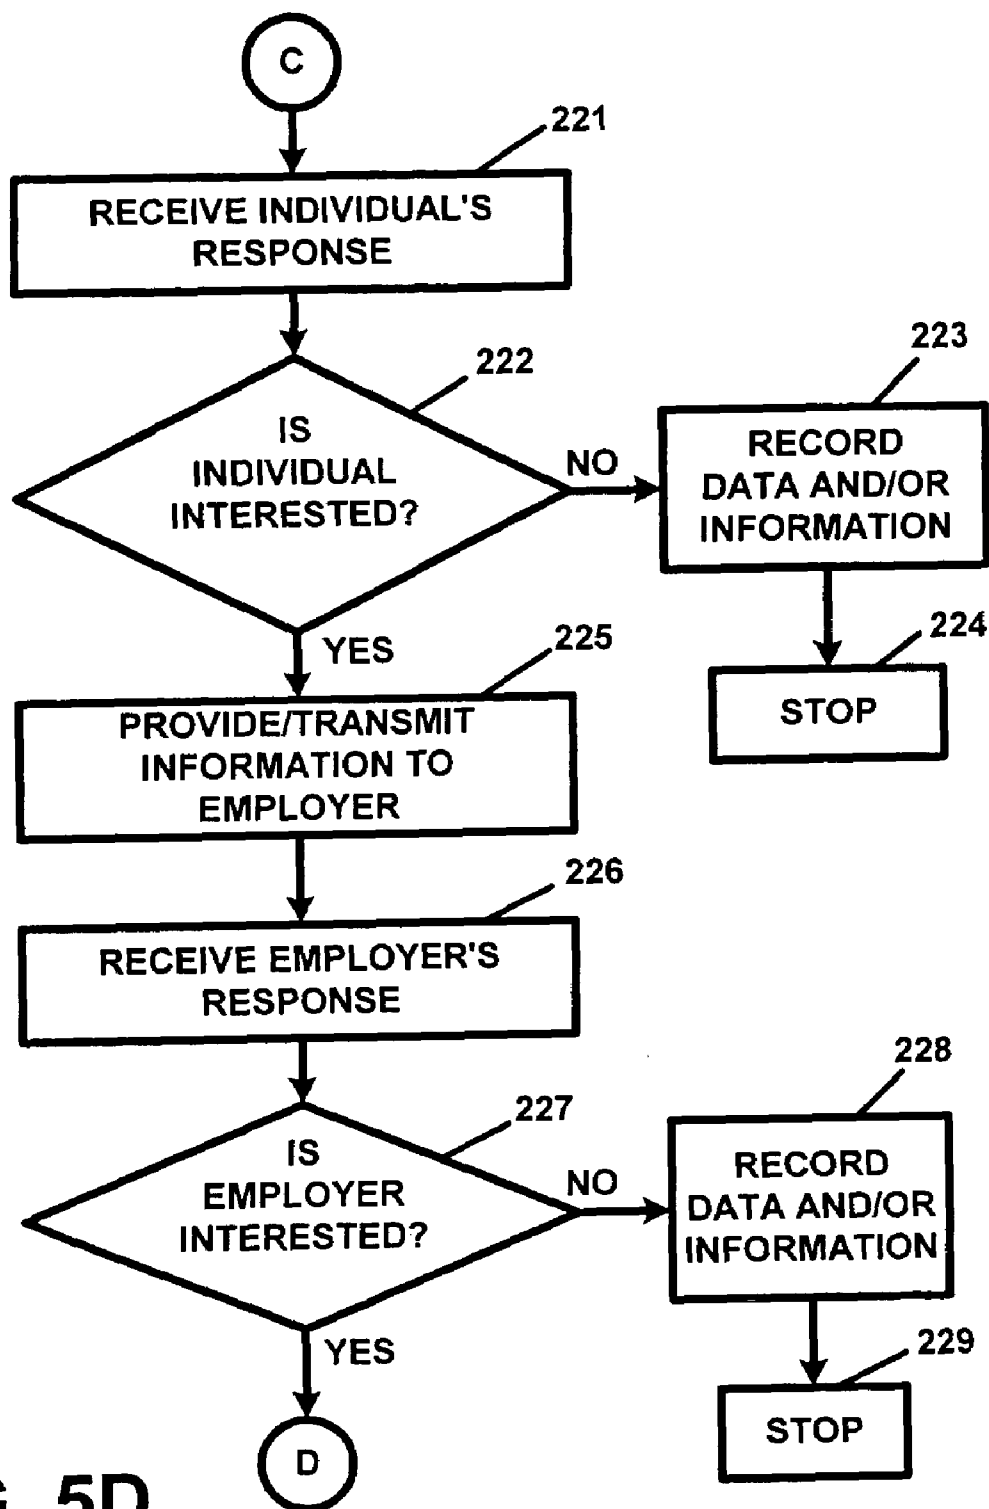 C
221
RECEIVE INDIVIDUAL'S
RESPONSE
222
IS
INDIVIDUAL
INTERESTED?
NO
223
RECORD
DATA AND/OR
INFORMATION
224
STOP
YES
225
PROVIDE/TRANSMIT
INFORMATION TO
EMPLOYER
226
RECEIVE EMPLOYER'S
RESPONSE
227
IS
EMPLOYER
INTERESTED?
NO
228
RECORD
DATA AND/OR
INFORMATION
229
STOP
YES
D
5D